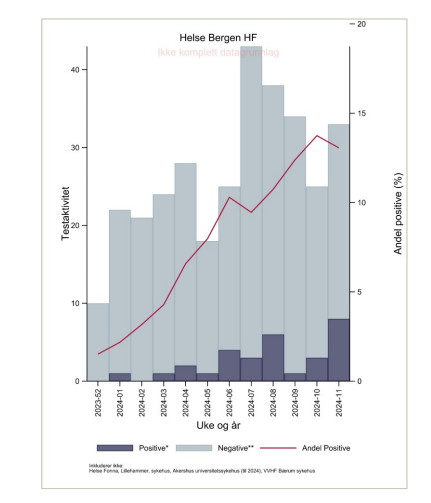 Helse Bergen HF
Ikke komplett datagrunnlag
Testaktivitet
40
30
20
10
0
20
15
10
5
0
Andel positive (%)
2023-52
2024-01
2024-02
2024-03
2024-04
2024-05
2024-06
2024-07
2024-08
2024-09
2024-10
2024-11
Uke og år
Positive* Negative** Andel Positive
Inkluderer ikke:
Helse Fonna, Lillehammer, sykehus, Akershus universitetssykehus (til 2024), VVHF Bærum sykehus